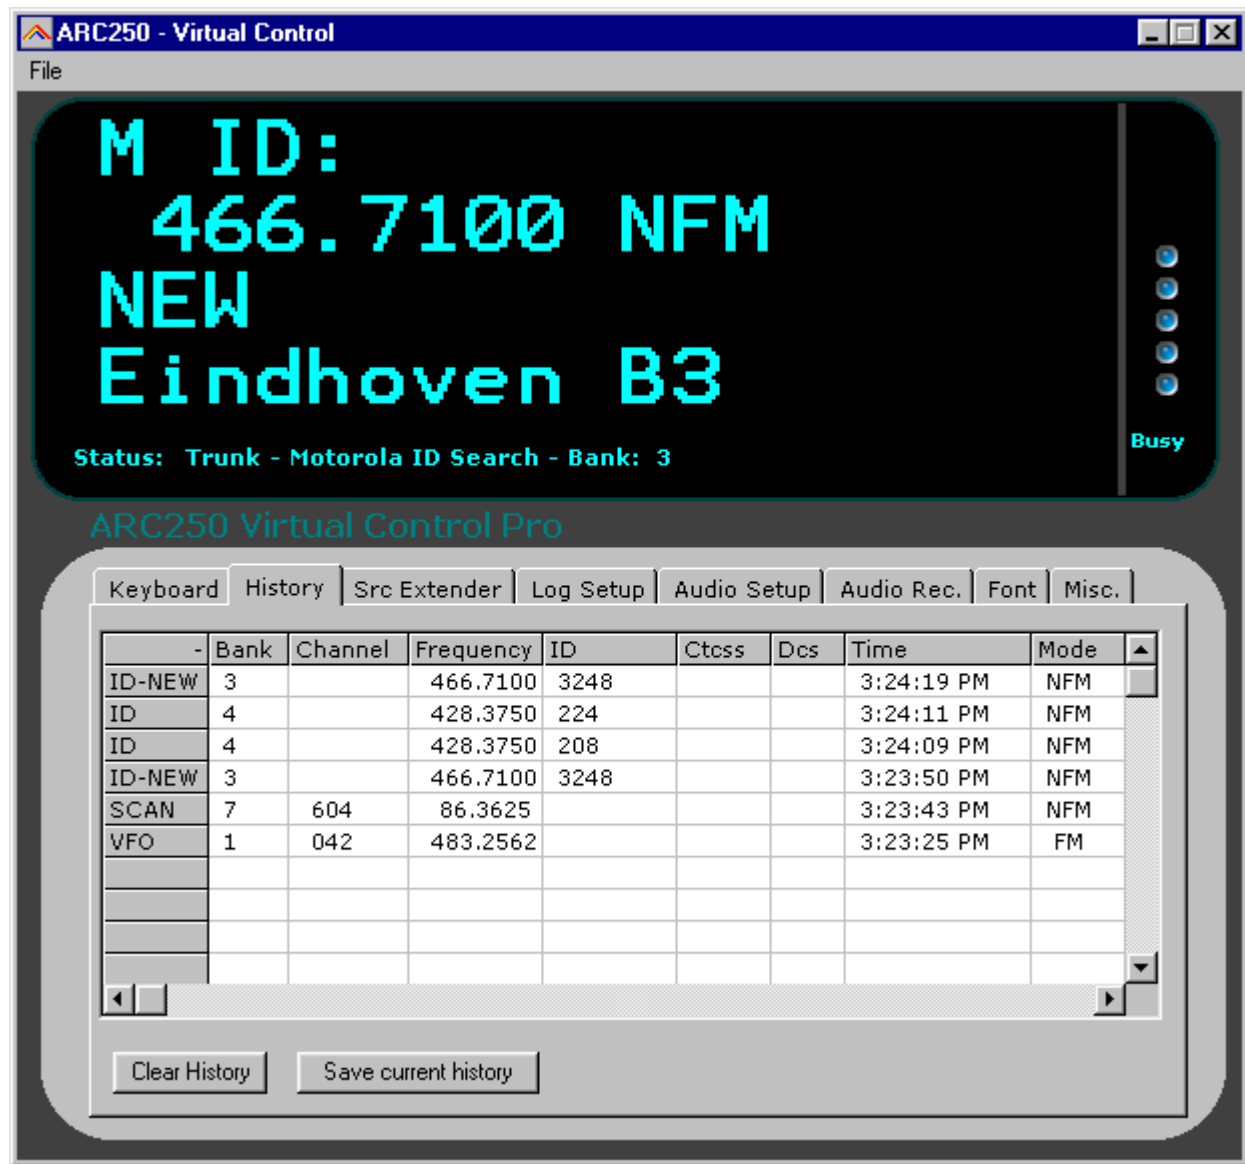 ARC250 - Virtual Control
File
M ID:
466.7100 NFM
NEW
Eindhoven B3
Status: Trunk - Motorola ID Search - Bank: 3
Busy
ARC250 Virtual Control Pro
Keyboard History Src Extender Log Setup Audio Setup Audio Rec. Font Misc.
- Bank Channel Frequency ID Ctcss Dcs Time Mode
ID-NEW 3 466.7100 3248 3:24:19 PM NFM
ID 4 428.3750 224 3:24:11 PM NFM
ID 4 428.3750 208 3:24:09 PM NFM
ID-NEW 3 466.7100 3248 3:23:50 PM NFM
SCAN 7 604 86.3625 3:23:43 PM NFM
VFO 1 042 483.2562 3:23:25 PM FM
Clear History Save current history